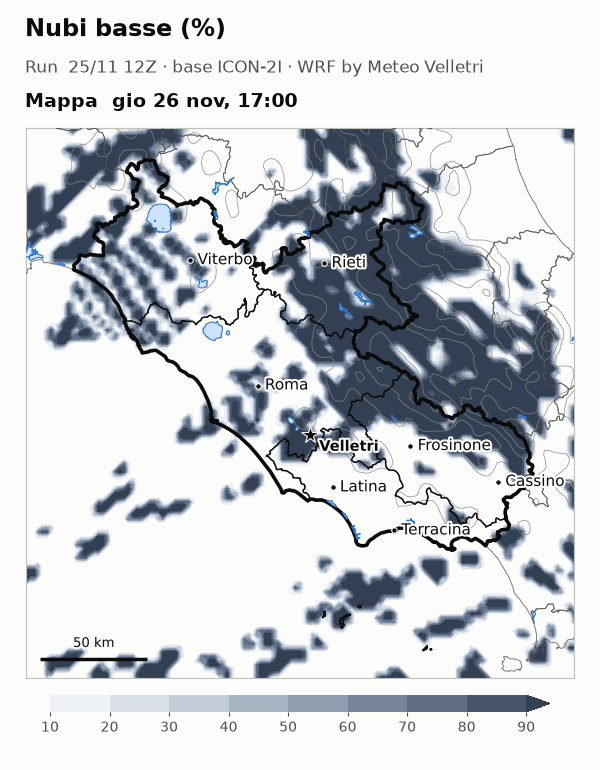 Nubi basse (%)
Run  25/11 12Z · base ICON-2I · WRF by Meteo Velletri
Mappa  gio 26 nov, 17:00
Viterbo
Rieti
Roma
Velletri
Frosinone
Cassino
Latina
Terracina
50 km
10 20 30 40 50 60 70 80 90